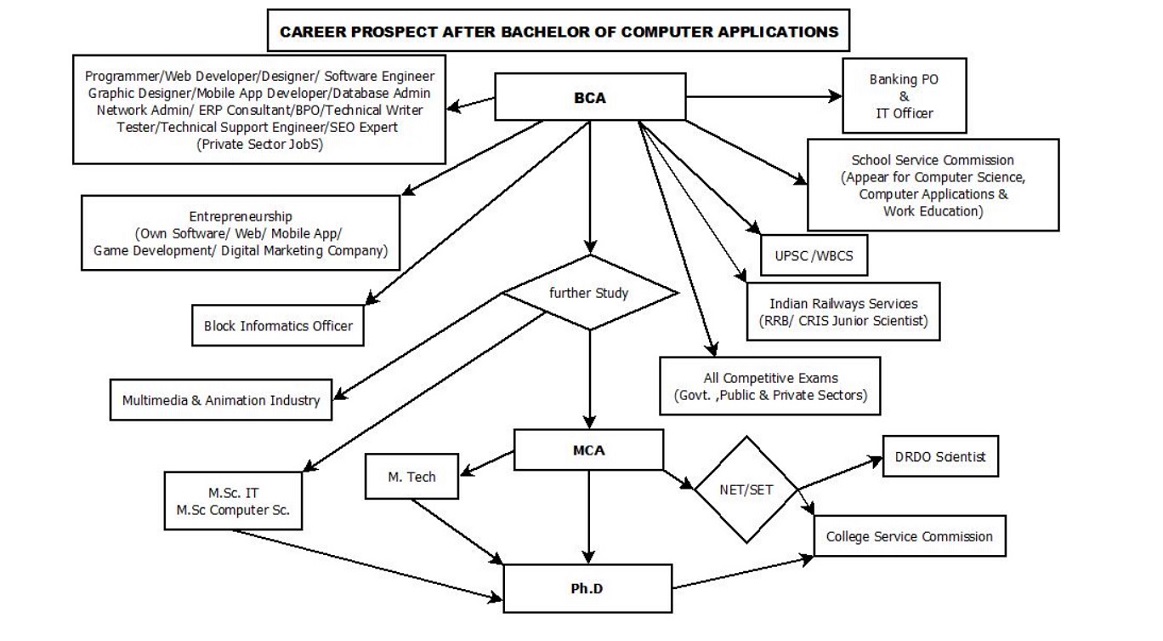 CAREER PROSPECT AFTER BACHELOR OF COMPUTER APPLICATIONS
Programmer/Web Developer/Designer/ Software Engineer
Graphic Designer/Mobile App Developer/Database Admin
Network Admin/ ERP Consultant/BPO/Technical Writer
Tester/Technical Support Engineer/SEO Expert
(Private Sector JobS)
BCA
Banking PO
&
IT Officer
School Service Commission
(Appear for Computer Science,
Computer Applications &
Work Education)
Entrepreneurship
(Own Software/ Web/ Mobile App/
Game Development/ Digital Marketing Company)
UPSC /WBCS
further Study
Indian Railways Services
(RRB/ CRIS Junior Scientist)
Block Informatics Officer
All Competitive Exams
(Govt. ,Public & Private Sectors)
Multimedia & Animation Industry
MCA
DRDO Scientist
M. Tech
NET/SET
M.Sc. IT
M.Sc Computer Sc.
College Service Commission
Ph.D